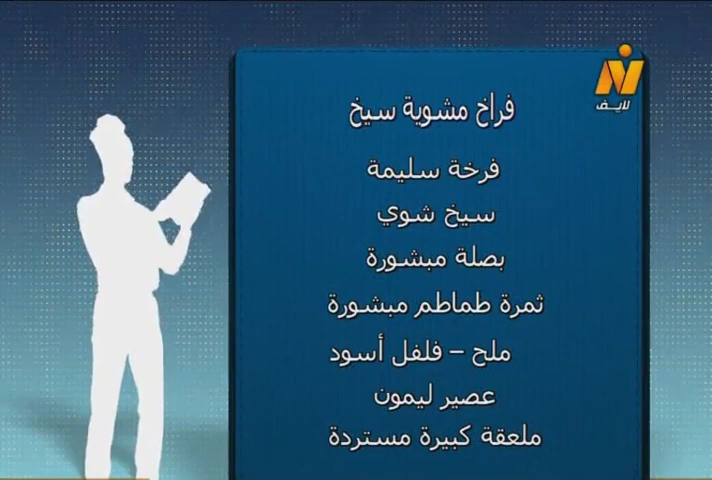 لايف
فراخ مشوية سيخ
فرخة سليمة
سيخ شوي
بصلة مبشورة
ثمرة طماطم مبشورة
ملح – فلفل أسود
عصير ليمون
ملعقة كبيرة مستردة